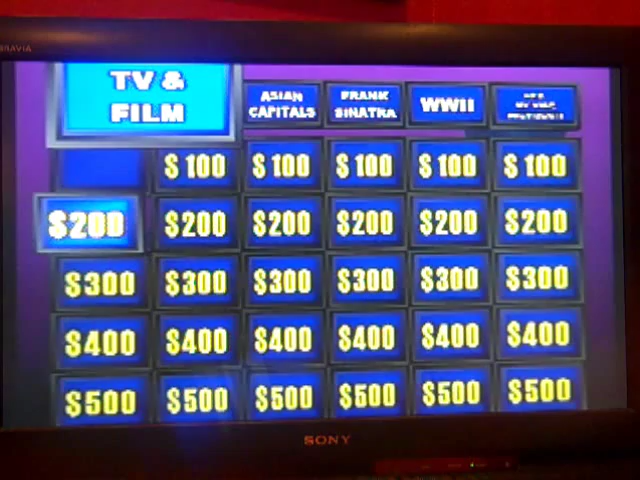 BRAVIA
TV &
FILM
ASIAN
CAPITALS
FRANK
SINATRA
WWII
$100 $100 $100 $100 $100
$200 $200 $200 $200 $200 $200
$300 $300 $300 $300 $300 $300
$400 $400 $400 $400 $400 $400
$500 $500 $500 $500 $500 $500
SONY